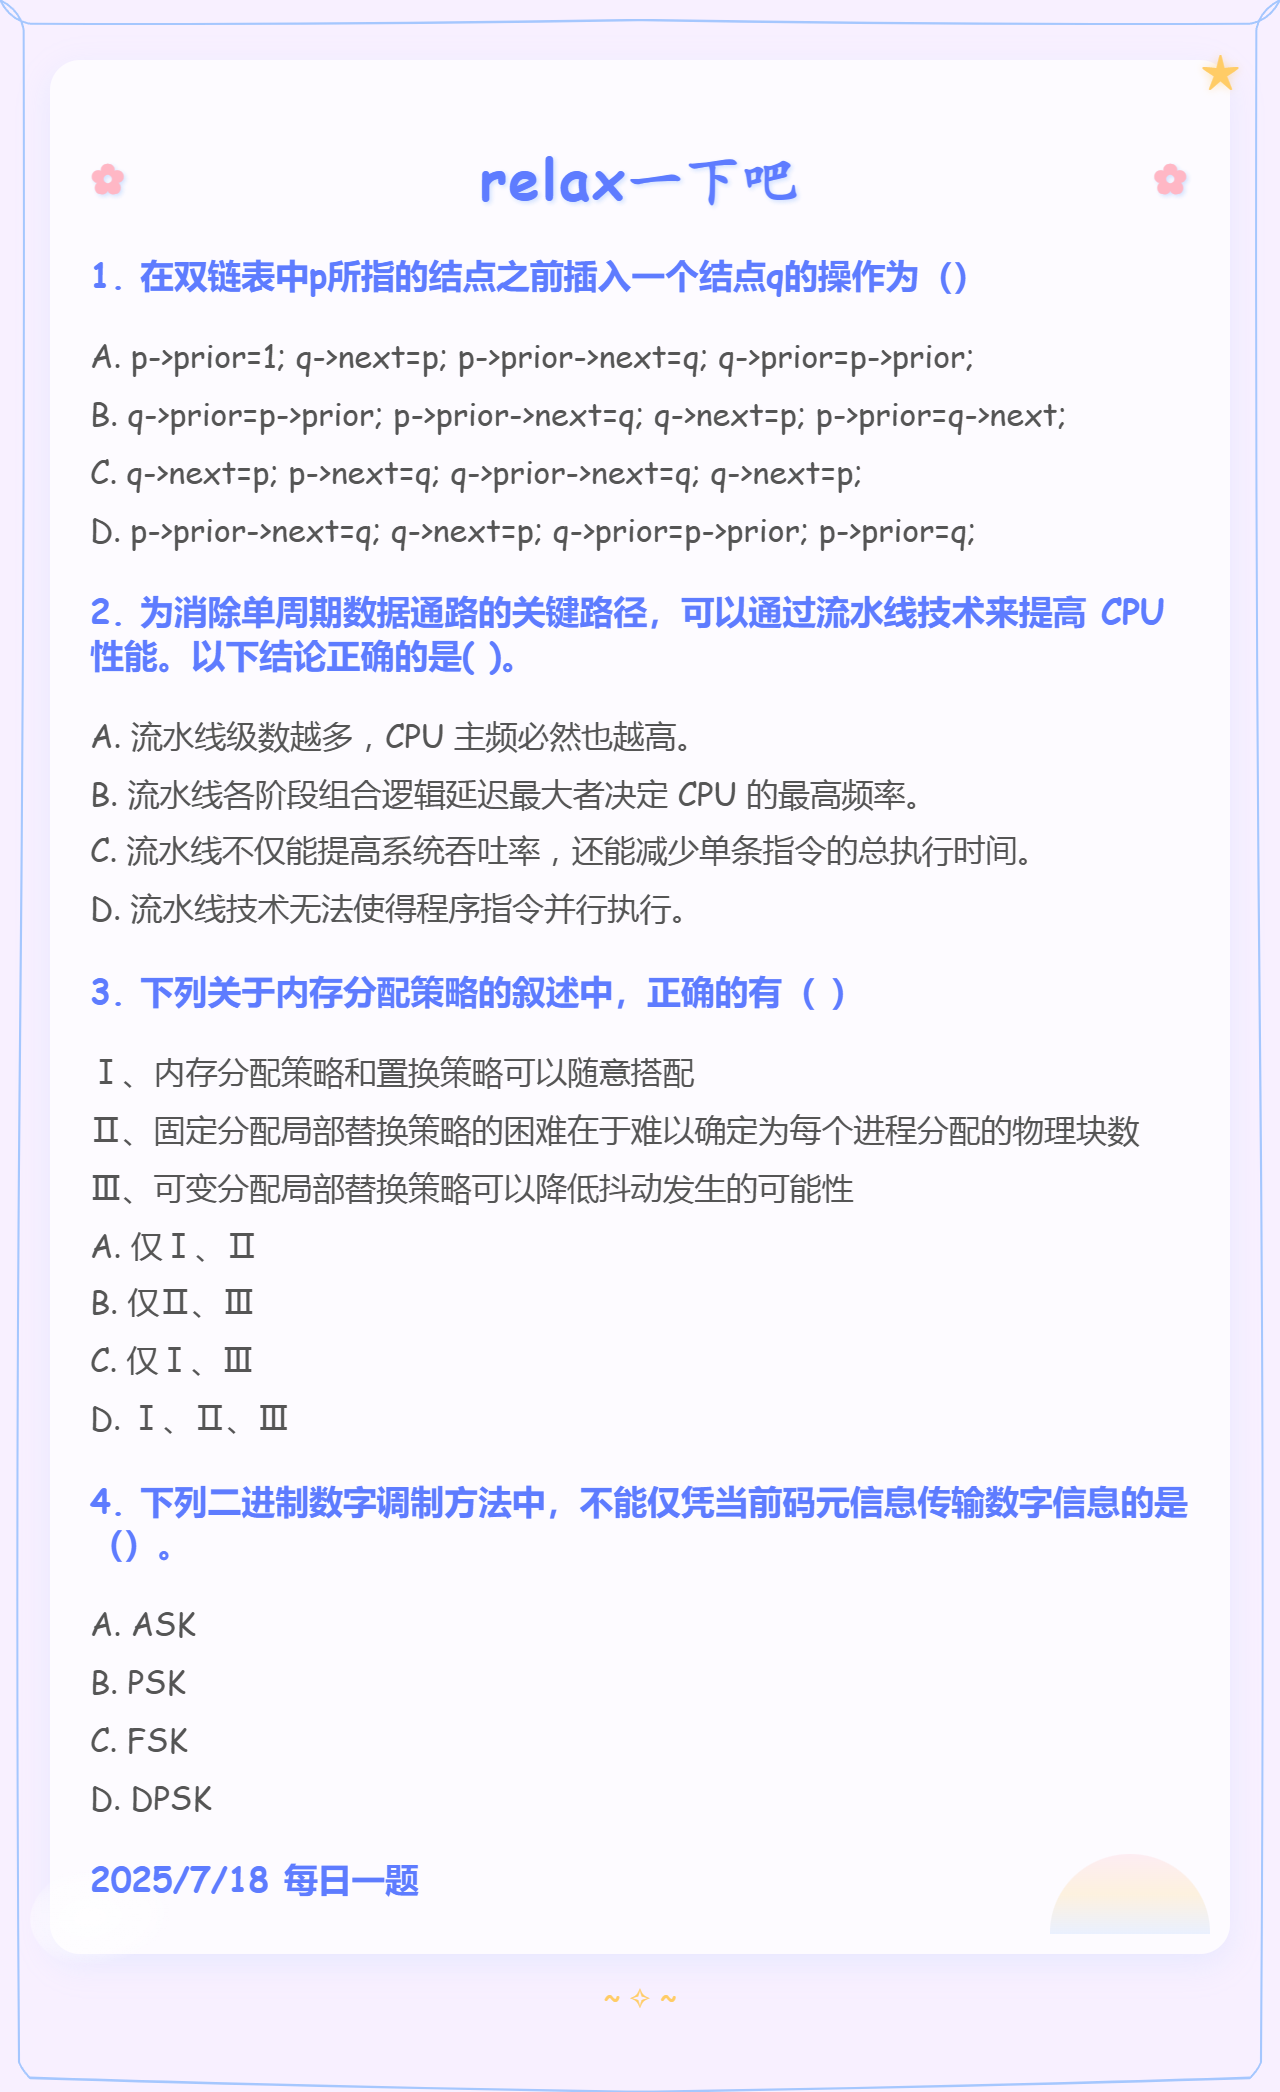 relax一下吧
1. 在双链表中p所指的结点之前插入一个结点q的操作为（）
A. p->prior=1; q->next=p; p->prior->next=q; q->prior=p->prior;
B. q->prior=p->prior; p->prior->next=q; q->next=p; p->prior=q->next;
C. q->next=p; p->next=q; q->prior->next=q; q->next=p;
D. p->prior->next=q; q->next=p; q->prior=p->prior; p->prior=q;
2. 为消除单周期数据通路的关键路径，可以通过流水线技术来提高 CPU
性能。以下结论正确的是( )。
A. 流水线级数越多，CPU 主频必然也越高。
B. 流水线各阶段组合逻辑延迟最大者决定 CPU 的最高频率。
C. 流水线不仅能提高系统吞吐率，还能减少单条指令的总执行时间。
D. 流水线技术无法使得程序指令并行执行。
3. 下列关于内存分配策略的叙述中，正确的有（ ）
Ⅰ、内存分配策略和置换策略可以随意搭配
Ⅱ、固定分配局部替换策略的困难在于难以确定为每个进程分配的物理块数
Ⅲ、可变分配局部替换策略可以降低抖动发生的可能性
A. 仅Ⅰ、Ⅱ
B. 仅Ⅱ、Ⅲ
C. 仅Ⅰ、Ⅲ
D. Ⅰ、Ⅱ、Ⅲ
4. 下列二进制数字调制方法中，不能仅凭当前码元信息传输数字信息的是
（）。
A. ASK
B. PSK
C. FSK
D. DPSK
2025/7/18 每日一题
~ ✧ ~